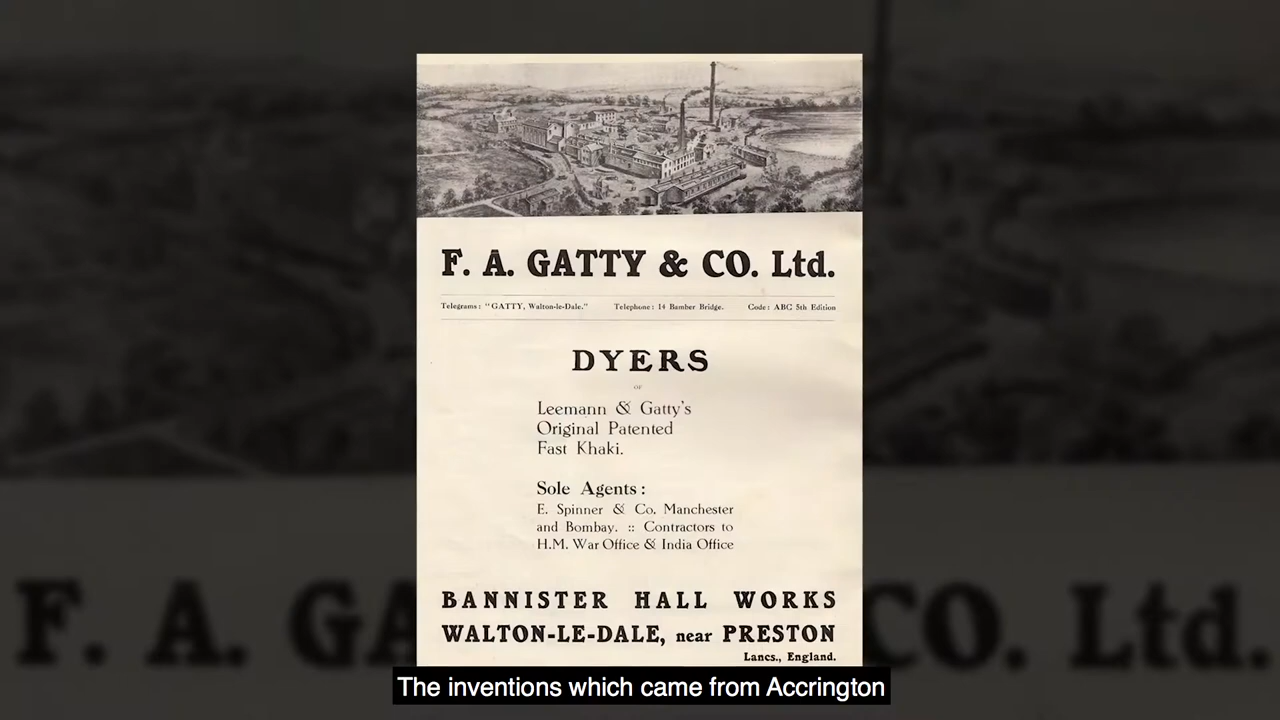 F. A. GATTY & CO. Ltd.
Telegrams: "GATTY, Walton-le-Dale." Telephone: 14 Bamber Bridge. Code: ABC 5th Edition
DYERS
OF
Leemann & Gatty's
Original Patented
Fast Khaki.
Sole Agents:
E. Spinner & Co. Manchester
and Bombay. :: Contractors to
H.M. War Office & India Office
BANNISTER HALL WORKS
WALTON-LE-DALE, near PRESTON
Lancs., England.
The inventions which came from Accrington